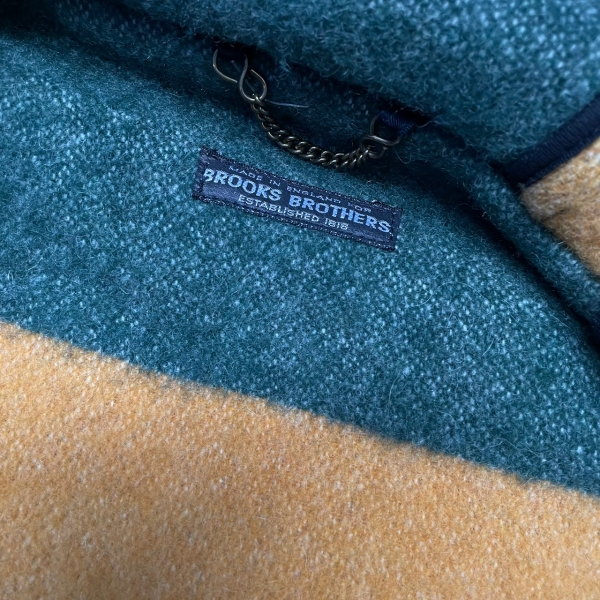 MADE IN ENGLAND FOR
BROOKS BROTHERS
ESTABLISHED 1818